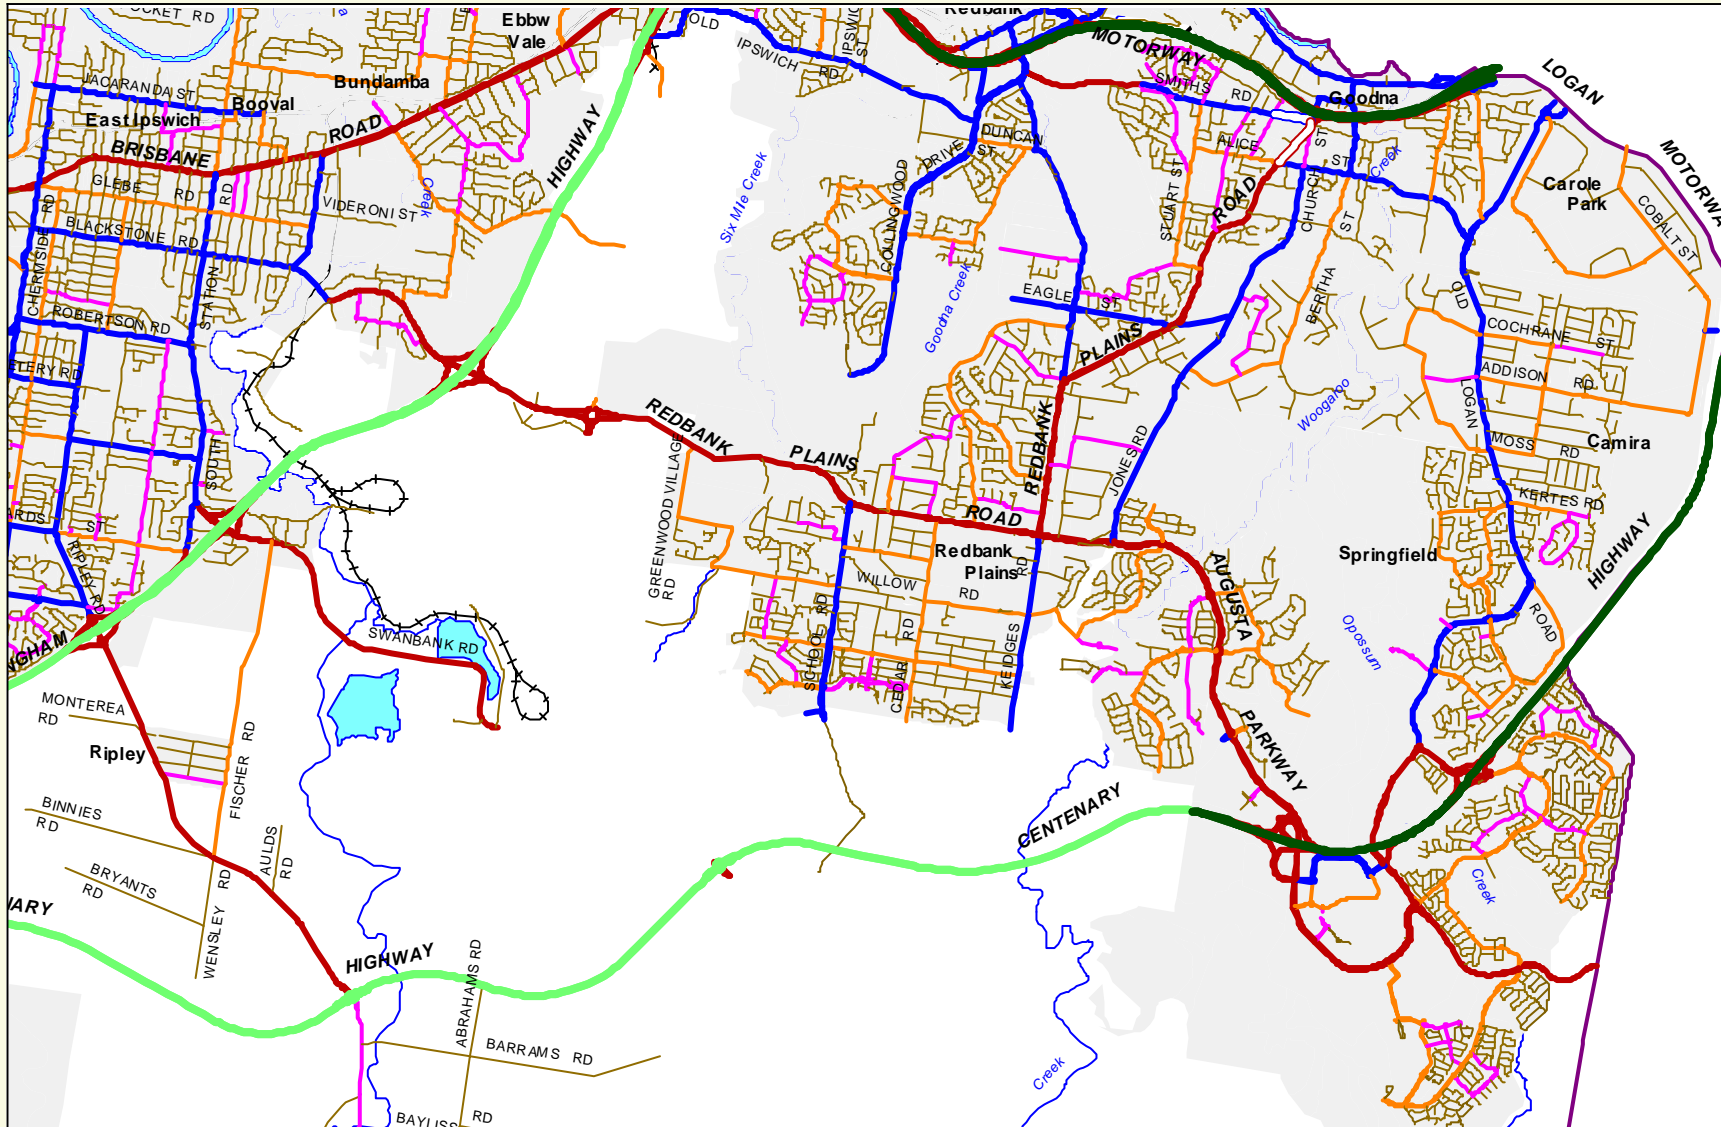 OLD
IPSWICH RD
IPSWICH
ST
Ebbw
Vale
Redbank
MOTORWAY
LOGAN
MOTORWAY
SMITHS RD
Goodna
JACARANDA ST
Booval
Bundamba
East Ipswich
BRISBANE
ROAD
HIGHWAY
GLEBE RD
RD
VIDERONI ST
Creek
BLACKSTONE RD
CHERMSIDE
RD
STATION
ROBERTSON RD
SOUTH
RIPLEY RD
ST
Six Mile Creek
COLLINGWOOD
DRIVE
DUNCAN
ST
ALICE
ST
STUART ST
ROAD
CHURCH
ST
Creek
BERTHA
ST
Carole
Park
COBALT ST
Goodna Creek
EAGLE ST
PLAINS
REDBANK
JONES RD
Woogaroo
OLD
LOGAN
ROAD
COCHRANE
ST
ADDISON RD
MOSS RD
Camira
KERTES RD
Springfield
HIGHWAY
REDBANK
PLAINS
ROAD
GREENWOOD VILLAGE
RD
Redbank
Plains
RD
WILLOW
RD
SCHOOL RD
CEDAR
RD
KEIDGES
AUGUSTA
PARKWAY
Opossum
Creek
SWANBANK RD
MONTEREA
RD
Ripley
FISCHER RD
BINNIES
RD
AULDS
RD
BRYANTS
RD
WENSLEY RD
CENTENARY
HIGHWAY
ABRAHAMS RD
BARRAMS RD
BAYLISS RD
Creek